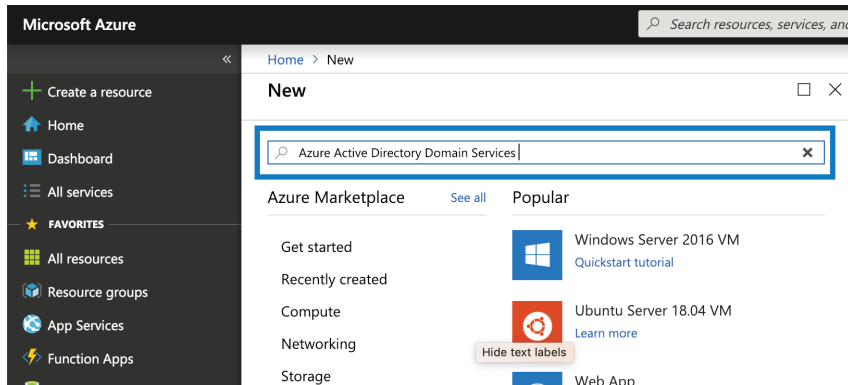 Microsoft Azure
Search resources, services, and
«
Home > New
Create a resource
New
Home
Azure Active Directory Domain Services
Dashboard
All services
Azure Marketplace See all Popular
FAVORITES
Get started
Windows Server 2016 VM
Quickstart tutorial
All resources
Recently created
Resource groups
Compute
Ubuntu Server 18.04 VM
Learn more
App Services
Networking
Hide text labels
Function Apps
Storage
Web App